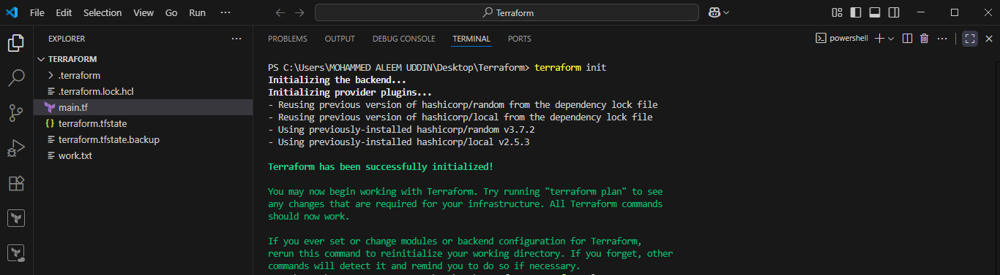 File Edit Selection View Go Run ··· Terraform
EXPLORER ···
TERRAFORM
.terraform
.terraform.lock.hcl
main.tf
terraform.tfstate
terraform.tfstate.backup
work.txt
PROBLEMS OUTPUT DEBUG CONSOLE TERMINAL PORTS powershell ···
PS C:\Users\MOHAMMED ALEEM UDDIN\Desktop\Terraform> terraform init
Initializing the backend...
Initializing provider plugins...
- Reusing previous version of hashicorp/random from the dependency lock file
- Reusing previous version of hashicorp/local from the dependency lock file
- Using previously-installed hashicorp/random v3.7.2
- Using previously-installed hashicorp/local v2.5.3
Terraform has been successfully initialized!
You may now begin working with Terraform. Try running "terraform plan" to see
any changes that are required for your infrastructure. All Terraform commands
should now work.
If you ever set or change modules or backend configuration for Terraform,
rerun this command to reinitialize your working directory. If you forget, other
commands will detect it and remind you to do so if necessary.